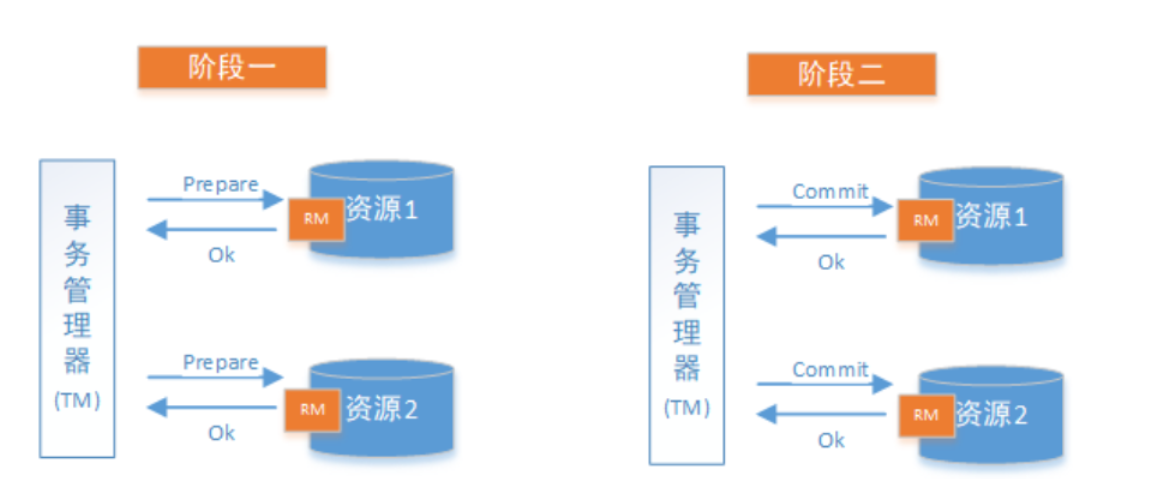 阶段一
事务管理器
(TM)
Prepare
Ok
RM
资源1
Prepare
Ok
RM
资源2
阶段二
事务管理器
(TM)
Commit
Ok
RM
资源1
Commit
Ok
RM
资源2